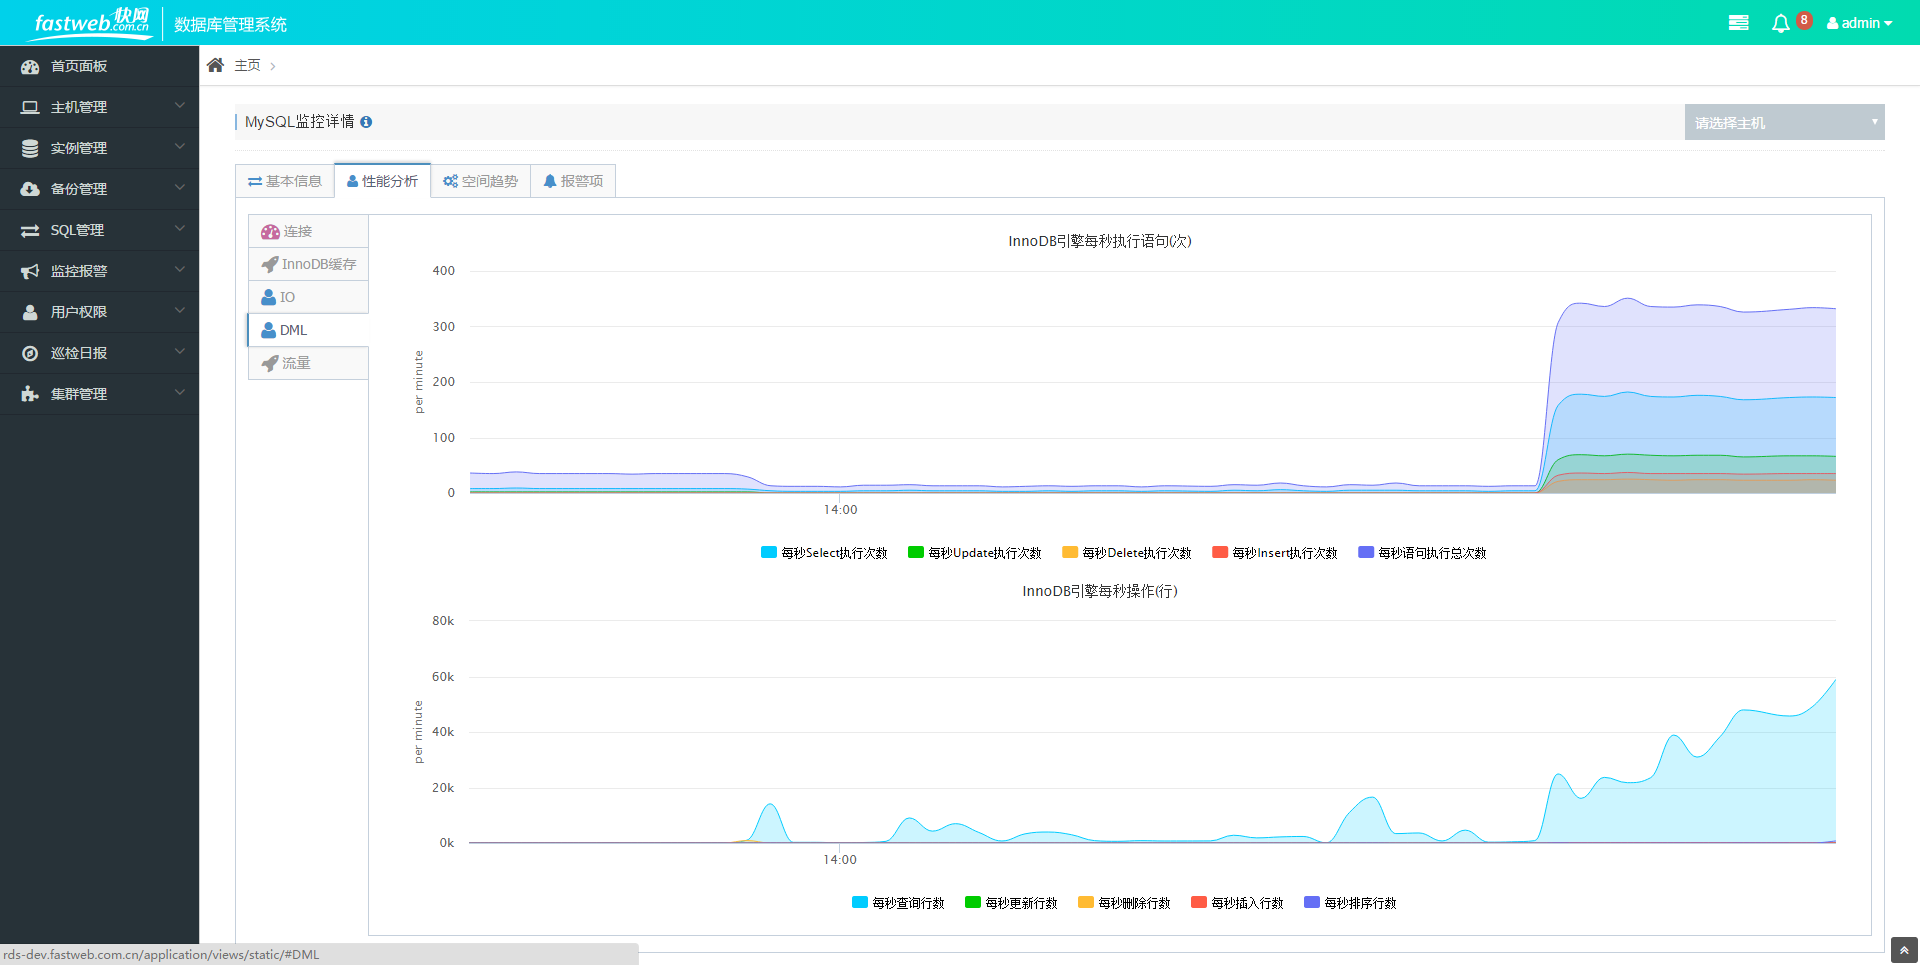 fastweb快网
.com.cn
数据库管理系统
8
admin
首页面板
主机管理
实例管理
备份管理
SQL管理
监控报警
用户权限
巡检日报
集群管理
主页
MySQL监控详情
请选择主机
基本信息
性能分析
空间趋势
报警项
连接
InnoDB缓存
IO
DML
流量
InnoDB引擎每秒执行语句(次)
400
300
200
100
0
per minute
14:00
每秒Select执行次数
每秒Update执行次数
每秒Delete执行次数
每秒Insert执行次数
每秒语句执行总次数
InnoDB引擎每秒操作(行)
80k
60k
40k
20k
0k
per minute
14:00
每秒查询行数
每秒更新行数
每秒删除行数
每秒插入行数
每秒排序行数
rds-dev.fastweb.com.cn/application/views/static/#DML